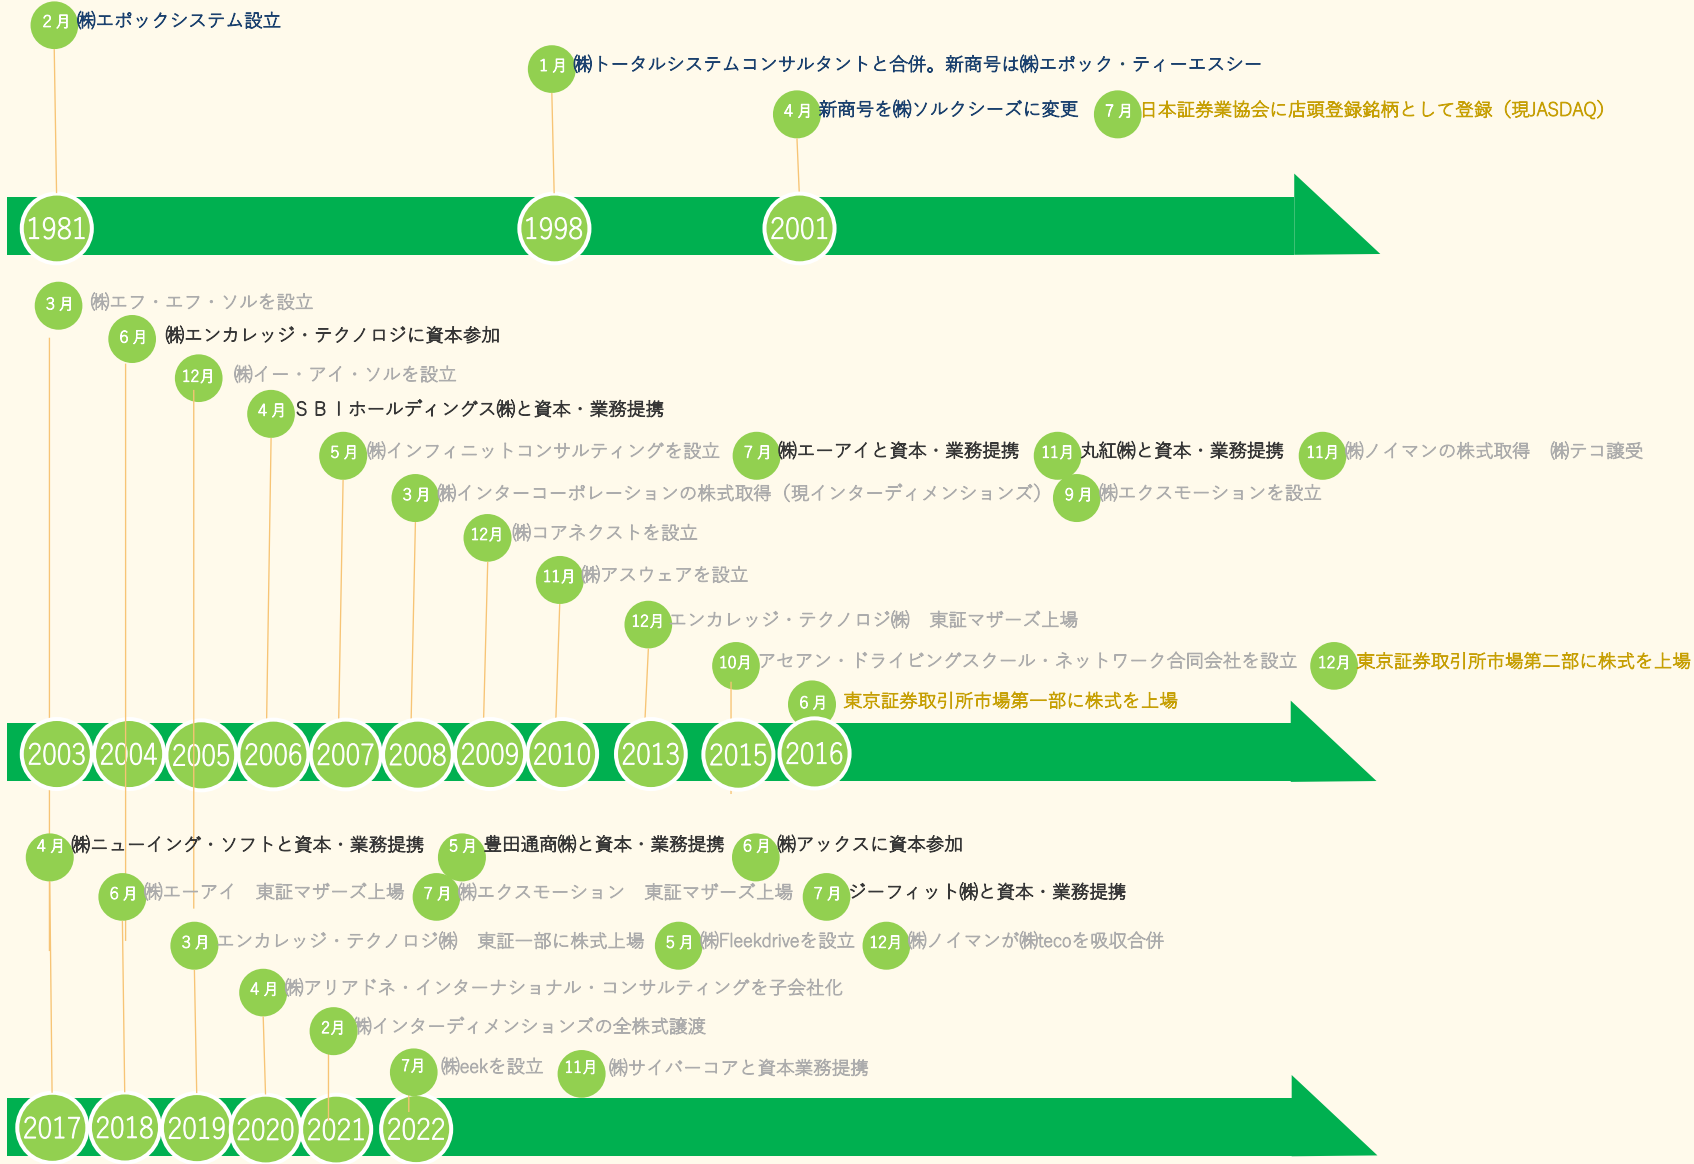 2月 ㈱エポックシステム設立
1月 ㈱トータルシステムコンサルタントと合併。新商号は㈱エポック・ティーエスシー
4月 新商号を㈱ソルクシーズに変更 7月 日本証券業協会に店頭登録銘柄として登録（現JASDAQ）
1981 1998 2001
3月 ㈱エフ・エフ・ソルを設立
6月 ㈱エンカレッジ・テクノロジに資本参加
12月 ㈱イー・アイ・ソルを設立
4月 ＳＢＩホールディングス㈱と資本・業務提携
5月 ㈱インフィニットコンサルティングを設立 7月 ㈱エーアイと資本・業務提携 11月 丸紅㈱と資本・業務提携 11月 ㈱ノイマンの株式取得　㈱テコ譲受
3月 ㈱インターコーポレーションの株式取得（現インターディメンションズ） 9月 ㈱エクスモーションを設立
12月 ㈱コアネクストを設立
11月 ㈱アスウェアを設立
12月 エンカレッジ・テクノロジ㈱　東証マザーズ上場
10月 アセアン・ドライビングスクール・ネットワーク合同会社を設立 12月 東京証券取引所市場第二部に株式を上場
6月 東京証券取引所市場第一部に株式を上場
2003 2004 2005 2006 2007 2008 2009 2010 2013 2015 2016
4月 ㈱ニューイング・ソフトと資本・業務提携 5月 豊田通商㈱と資本・業務提携 6月 ㈱アックスに資本参加
6月 ㈱エーアイ　東証マザーズ上場 7月 ㈱エクスモーション　東証マザーズ上場 7月 ジーフィット㈱と資本・業務提携
3月 エンカレッジ・テクノロジ㈱　東証一部に株式上場 5月 ㈱Fleekdriveを設立 12月 ㈱ノイマンが㈱tecoを吸収合併
4月 ㈱アリアドネ・インターナショナル・コンサルティングを子会社化
2月 ㈱インターディメンションズの全株式譲渡
7月 ㈱eekを設立 11月 ㈱サイバーコアと資本業務提携
2017 2018 2019 2020 2021 2022